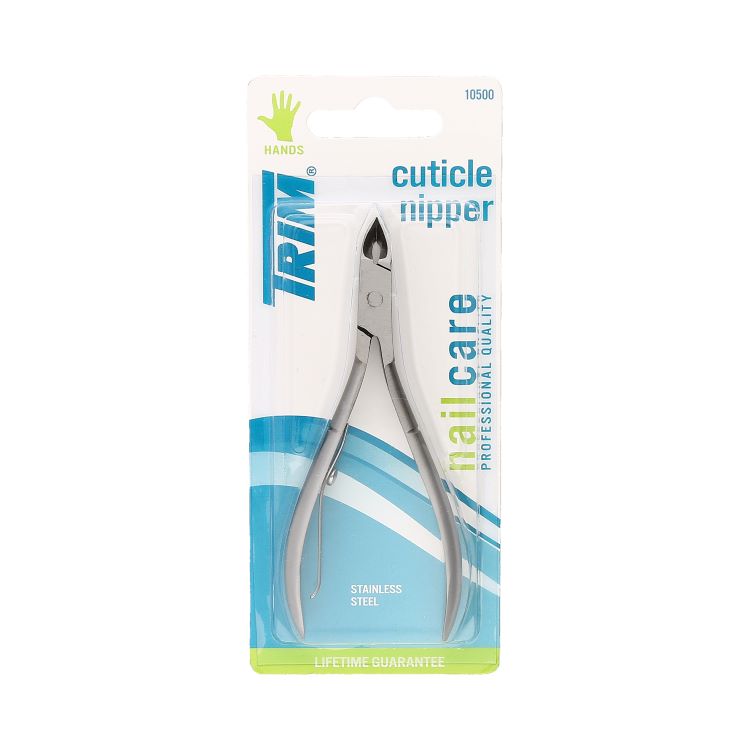 10500
HANDS
TRIM®
cuticle
nipper
nail care
PROFESSIONAL QUALITY
STAINLESS
STEEL
LIFETIME GUARANTEE